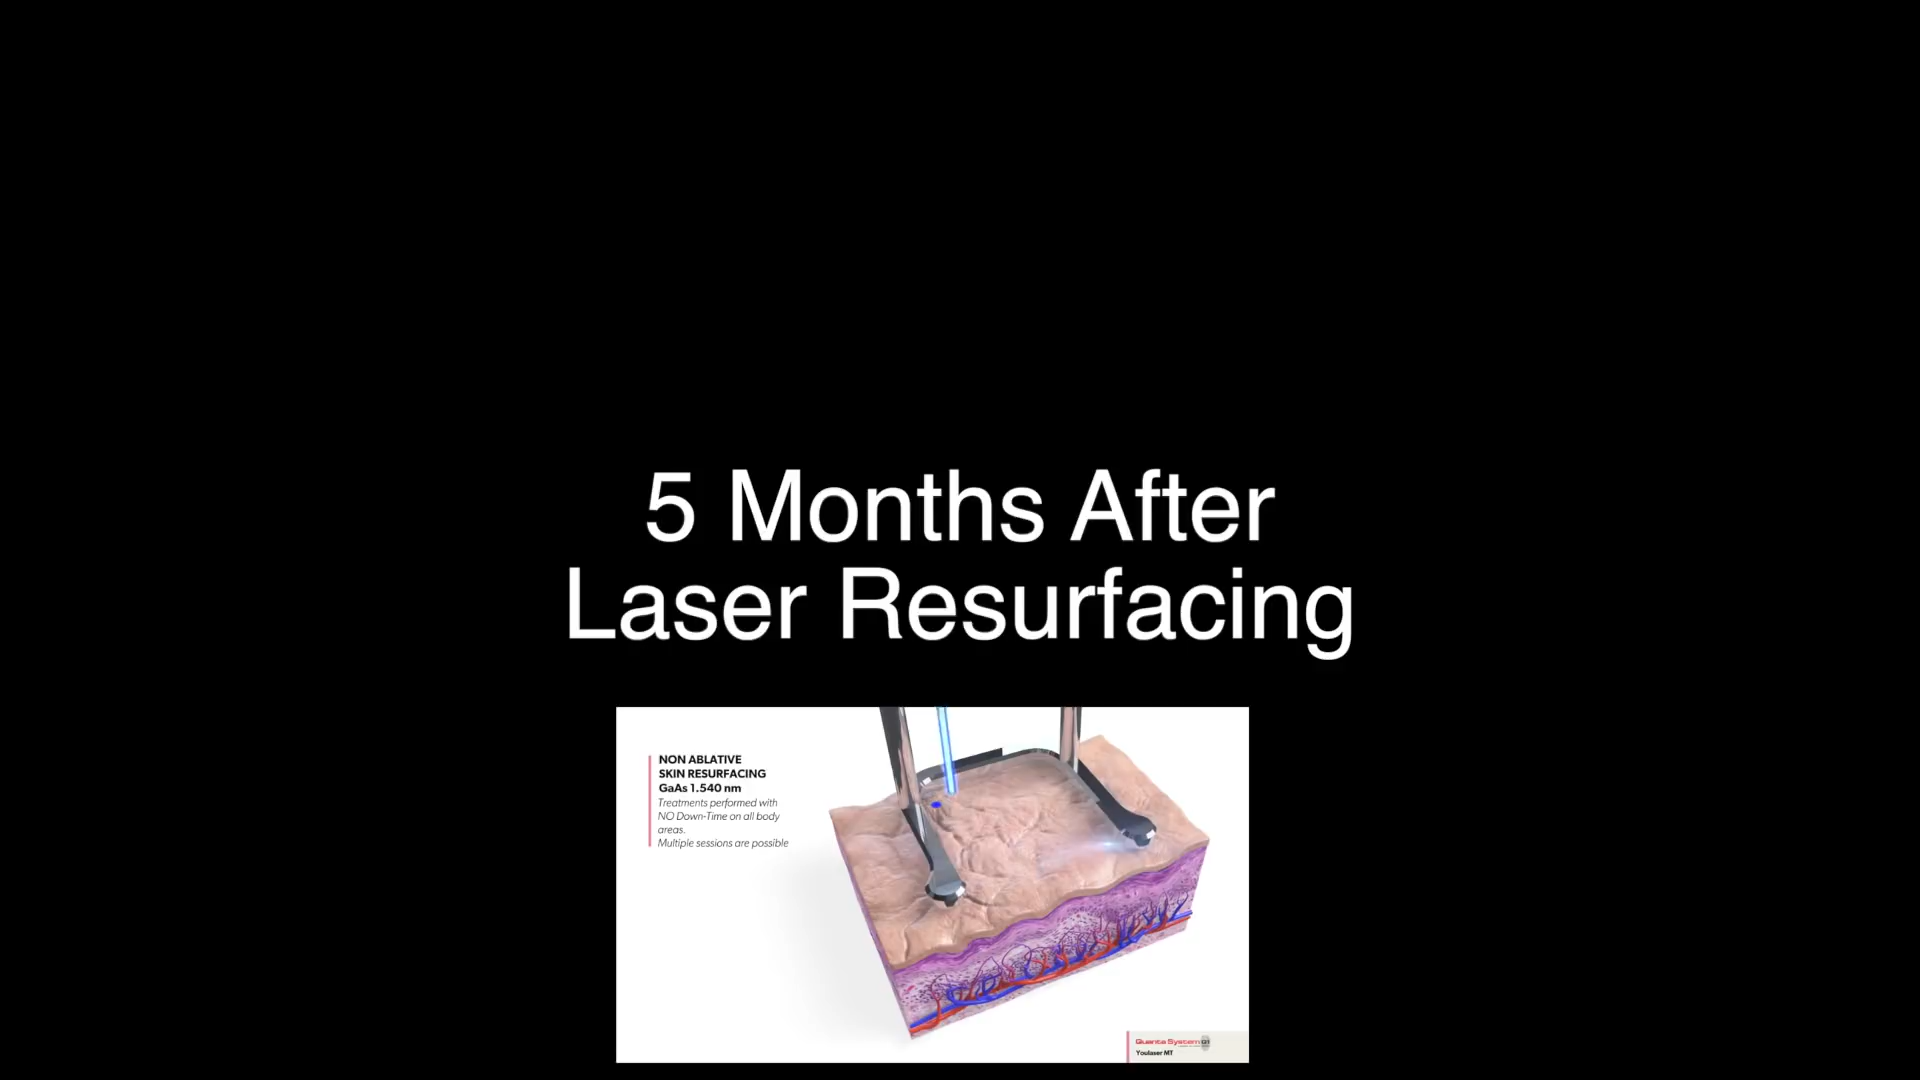 5 Months After
Laser Resurfacing
NON ABLATIVE
SKIN RESURFACING
GaAs 1.540 nm
Treatments performed with
NO Down-Time on all body
areas.
Multiple sessions are possible
Quanta System
Youlaser MT